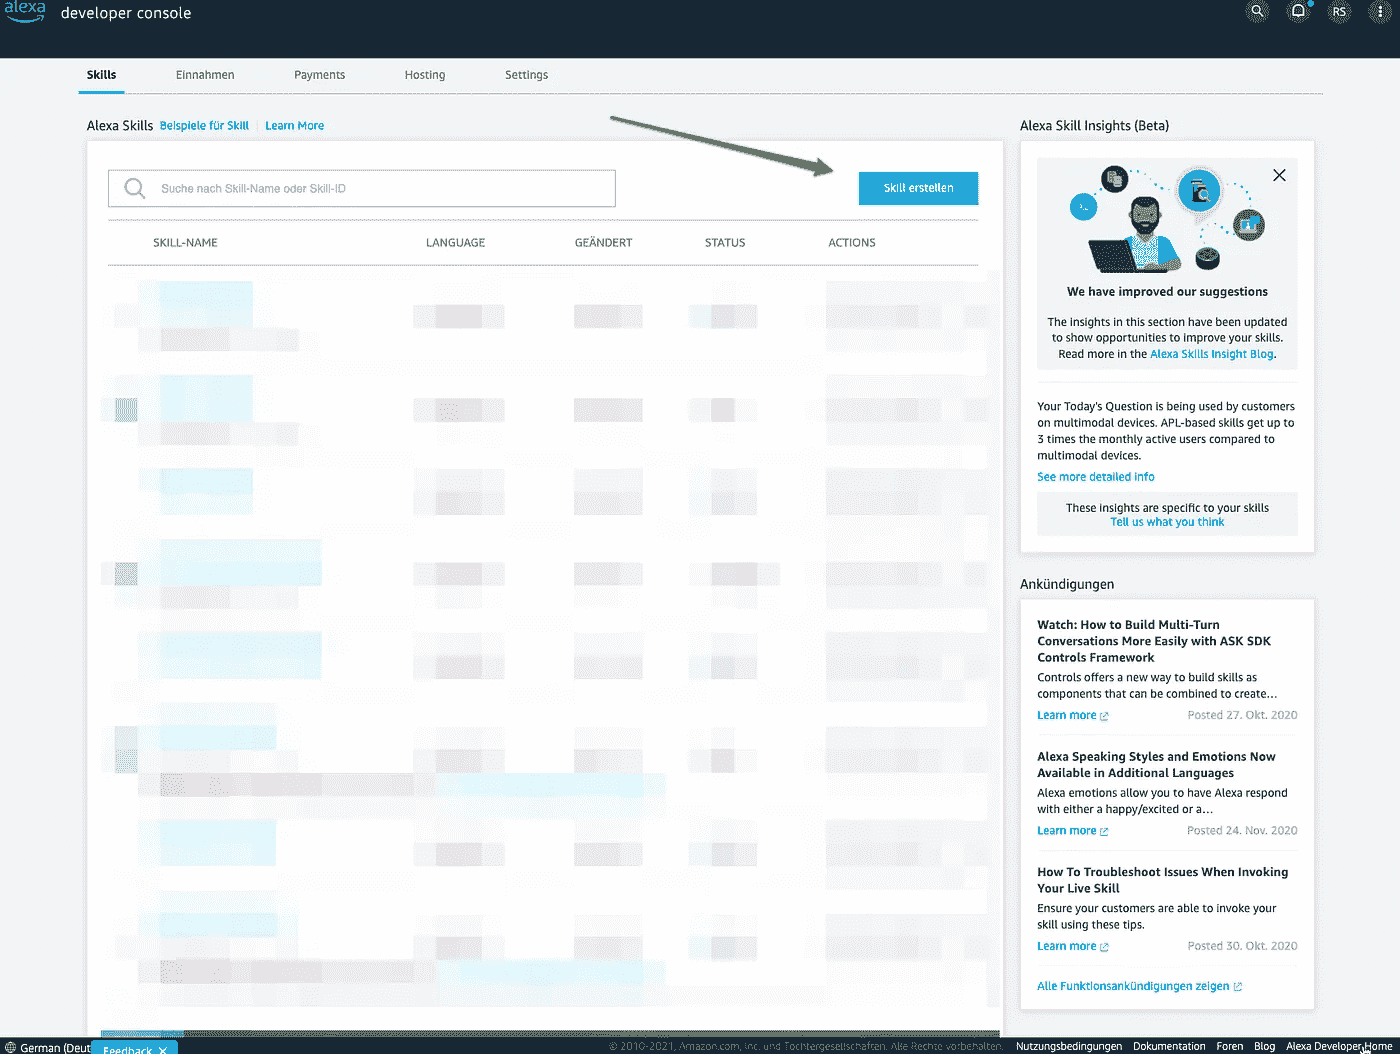 alexa
developer console
RS
Skills
Einnahmen
Payments
Hosting
Settings
Alexa Skills
Beispiele für Skill
Learn More
Suche nach Skill-Name oder Skill-ID
Skill erstellen
SKILL-NAME
LANGUAGE
GEÄNDERT
STATUS
ACTIONS
Alexa Skill Insights (Beta)
We have improved our suggestions
The insights in this section have been updated
to show opportunities to improve your skills.
Read more in the Alexa Skills Insight Blog.
Your Today's Question is being used by customers
on multimodal devices. APL-based skills get up to
3 times the monthly active users compared to
multimodal devices.
See more detailed info
These insights are specific to your skills
Tell us what you think
Ankündigungen
Watch: How to Build Multi-Turn
Conversations More Easily with ASK SDK
Controls Framework
Controls offers a new way to build skills as
components that can be combined to create…
Learn more
Posted 27. Okt. 2020
Alexa Speaking Styles and Emotions Now
Available in Additional Languages
Alexa emotions allow you to have Alexa respond
with either a happy/excited or a…
Learn more
Posted 24. Nov. 2020
How To Troubleshoot Issues When Invoking
Your Live Skill
Ensure your customers are able to invoke your
skill using these tips.
Learn more
Posted 30. Okt. 2020
Alle Funktionsankündigungen zeigen
German (Deut
Feedback
© 2010-2021, Amazon.com, Inc. und Tochtergesellschaften. Alle Rechte vorbehalten.
Nutzungsbedingungen
Dokumentation
Foren
Blog
Alexa Developer Home